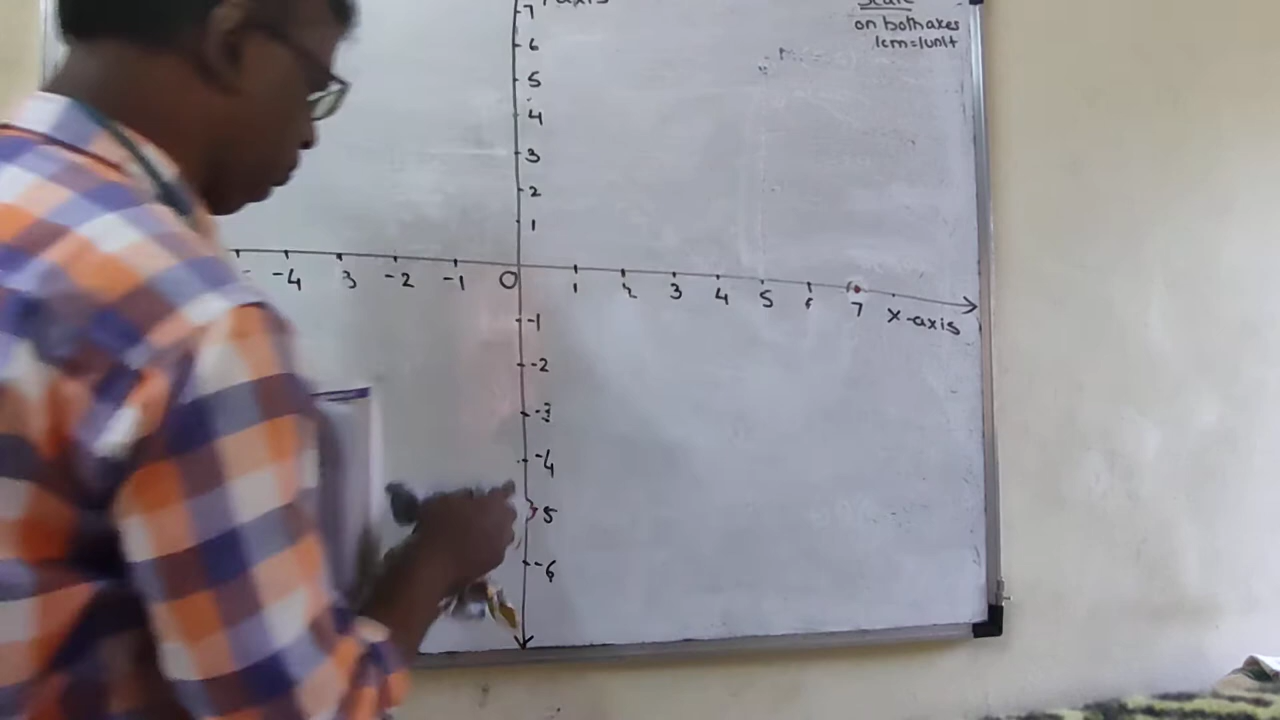 Scale
on both axes
1cm=1unit
7
6
5
4
3
2
1
-4 3 -2 -1 0 1 2 3 4 5 6 7
X-axis
-1
-2
-3
-4
5
-6